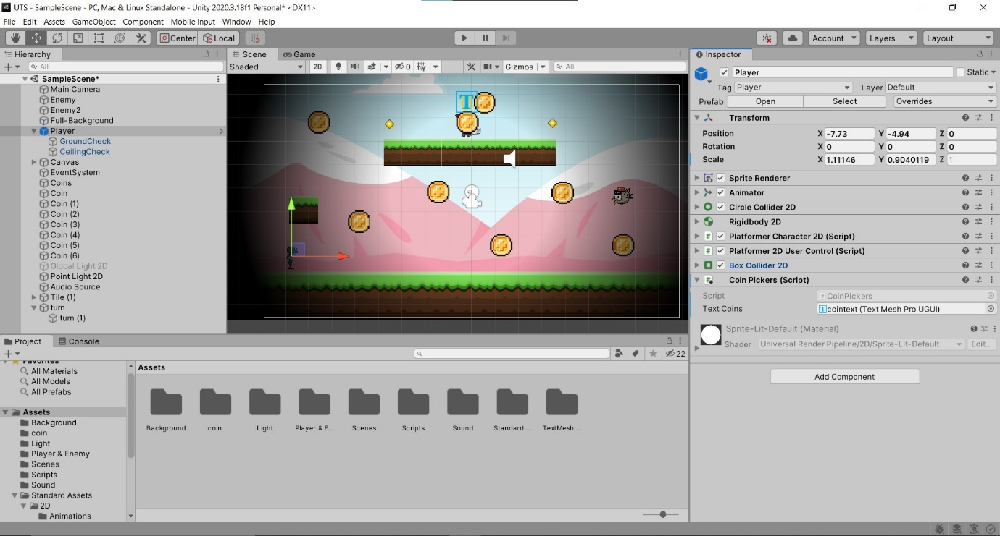 UTS - SampleScene - PC, Mac & Linux Standalone - Unity 2020.3.18f1 Personal* <DX11>
File Edit Assets GameObject Component Mobile Input Window Help
Center Local Account Layers Layout
Hierarchy
All
SampleScene*
Main Camera
Enemy
Enemy2
Full-Background
Player
GroundCheck
CeilingCheck
Canvas
EventSystem
Coins
Coin
Coin (1)
Coin (2)
Coin (3)
Coin (4)
Coin (5)
Coin (6)
Global Light 2D
Point Light 2D
Audio Source
Tile (1)
turn
turn (1)
Scene Game
Shaded 2D 0 Gizmos All
T
Inspector
Player Static
Tag Player Layer Default
Prefab Open Select Overrides
Transform
Position X -7.73 Y -4.94 Z 0
Rotation X 0 Y 0 Z 0
Scale X 1.11146 Y 0.9040119 Z 1
Sprite Renderer
Animator
Circle Collider 2D
Rigidbody 2D
Platformer Character 2D (Script)
Platformer 2D User Control (Script)
Box Collider 2D
Coin Pickers (Script)
Script CoinPickers
Text Coins cointext (Text Mesh Pro UGUI)
Sprite-Lit-Default (Material)
Shader Universal Render Pipeline/2D/Sprite-Lit-Default Edit...
Add Component
Project Console
22
Favorites
All Materials
All Models
All Prefabs
Assets
Background
coin
Light
Player & Enemy
Scenes
Scripts
Sound
Standard Assets
2D
Animations
Assets
Background coin Light Player & E... Scenes Scripts Sound Standard ... TextMesh ...